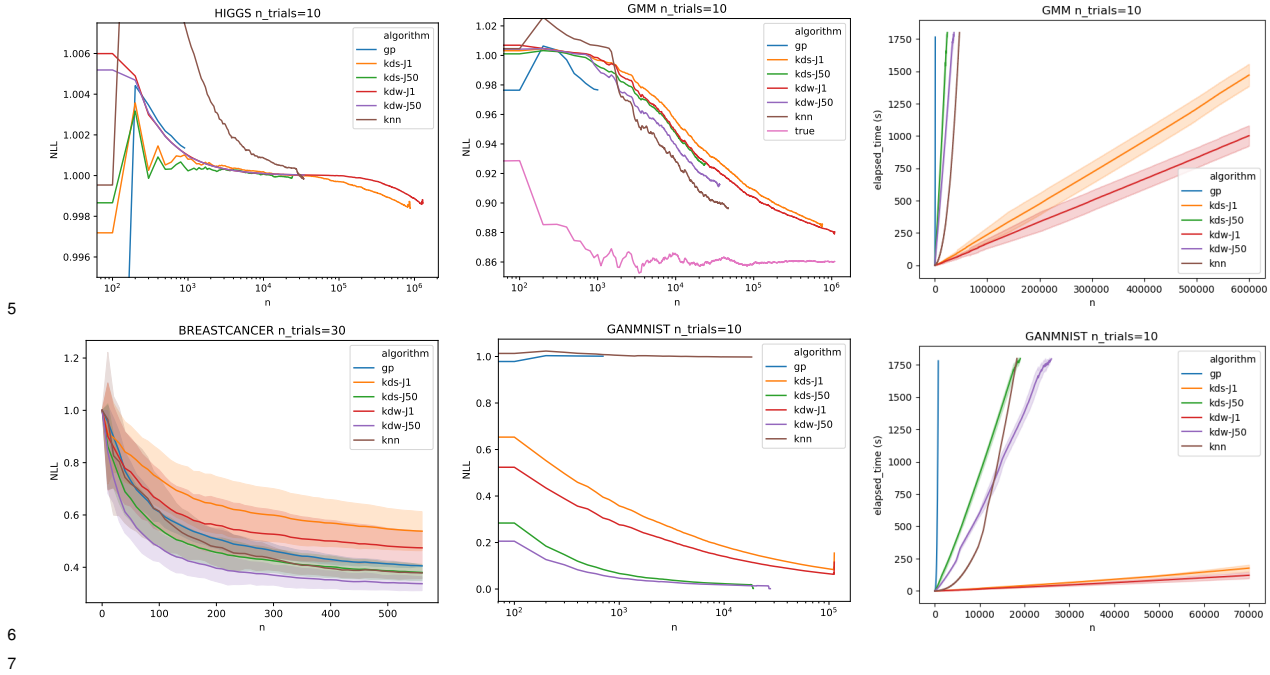 HIGGS n_trials=10
NLL
1.006
1.004
1.002
1.000
0.998
0.996
algorithm
gp
kds-J1
kds-J50
kdw-J1
kdw-J50
knn
10² 10³ 10⁴ 10⁵ 10⁶
n
GMM n_trials=10
NLL
1.02
1.00
0.98
0.96
0.94
0.92
0.90
0.88
0.86
algorithm
gp
kds-J1
kds-J50
kdw-J1
kdw-J50
knn
true
10² 10³ 10⁴ 10⁵ 10⁶
n
GMM n_trials=10
elapsed_time (s)
1750
1500
1250
1000
750
500
250
0
algorithm
gp
kds-J1
kds-J50
kdw-J1
kdw-J50
knn
0 100000 200000 300000 400000 500000 600000
n
5
BREASTCANCER n_trials=30
NLL
1.2
1.0
0.8
0.6
0.4
algorithm
gp
kds-J1
kds-J50
kdw-J1
kdw-J50
knn
0 100 200 300 400 500
n
GANMNIST n_trials=10
NLL
1.0
0.8
0.6
0.4
0.2
0.0
algorithm
gp
kds-J1
kds-J50
kdw-J1
kdw-J50
knn
10² 10³ 10⁴ 10⁵
n
GANMNIST n_trials=10
elapsed_time (s)
1750
1500
1250
1000
750
500
250
0
algorithm
gp
kds-J1
kds-J50
kdw-J1
kdw-J50
knn
0 10000 20000 30000 40000 50000 60000 70000
n
6
7